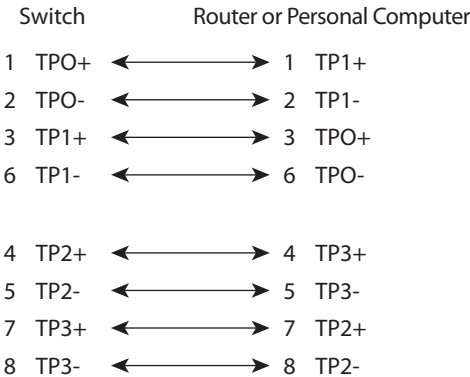 Switch Router or Personal Computer
1 TPO+ 1 TP1+
2 TPO- 2 TP1-
3 TP1+ 3 TPO+
6 TP1- 6 TPO-
4 TP2+ 4 TP3+
5 TP2- 5 TP3-
7 TP3+ 7 TP2+
8 TP3- 8 TP2-